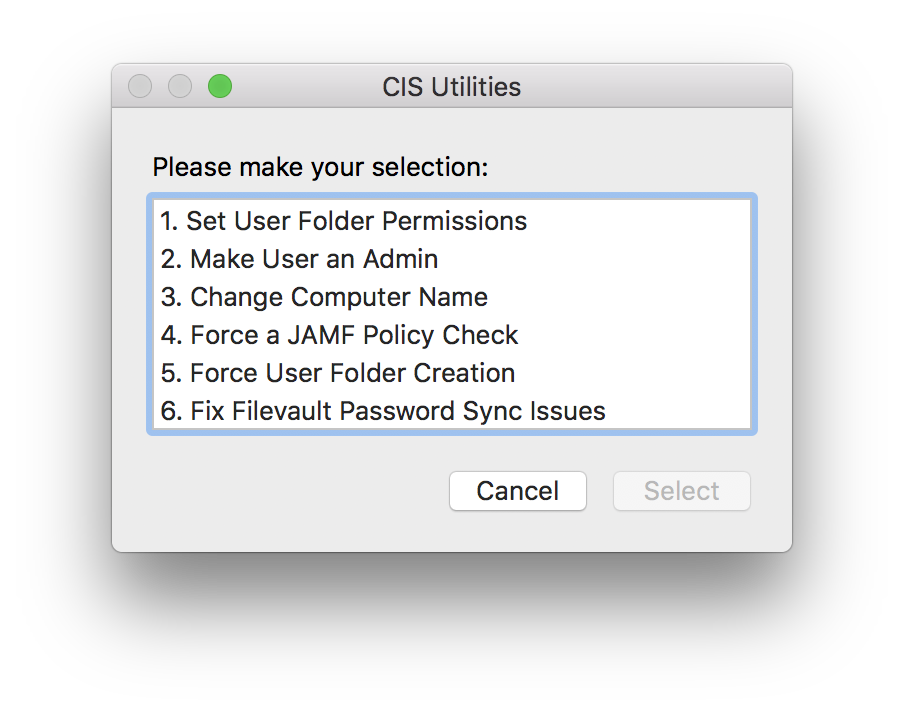 CIS Utilities
Please make your selection:
1. Set User Folder Permissions
2. Make User an Admin
3. Change Computer Name
4. Force a JAMF Policy Check
5. Force User Folder Creation
6. Fix Filevault Password Sync Issues
Cancel Select